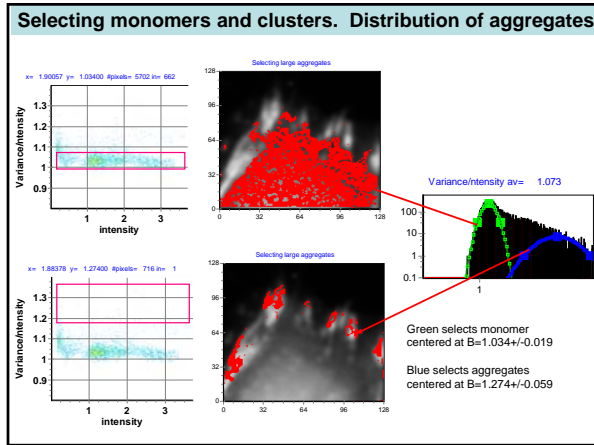 Selecting monomers and clusters. Distribution of aggregates
x= 1.90057 y= 1.03400 #pixels= 5702 in= 662
Variance/ntensity
1.3
1.2
1.1
1
0.9
1 2 3
intensity
Selecting large aggregates
128
96
64
32
0
0 32 64 96 128
Variance/ntensity av= 1.073
100
10
1
0.1
1
x= 1.88378 y= 1.27400 #pixels= 716 in= 1
Variance/ntensity
1.3
1.2
1.1
1
0.9
1 2 3
intensity
Selecting large aggregates
128
96
64
32
0
0 32 64 96 128
Green selects monomer
centered at B=1.034+/-0.019
Blue selects aggregates
centered at B=1.274+/-0.059